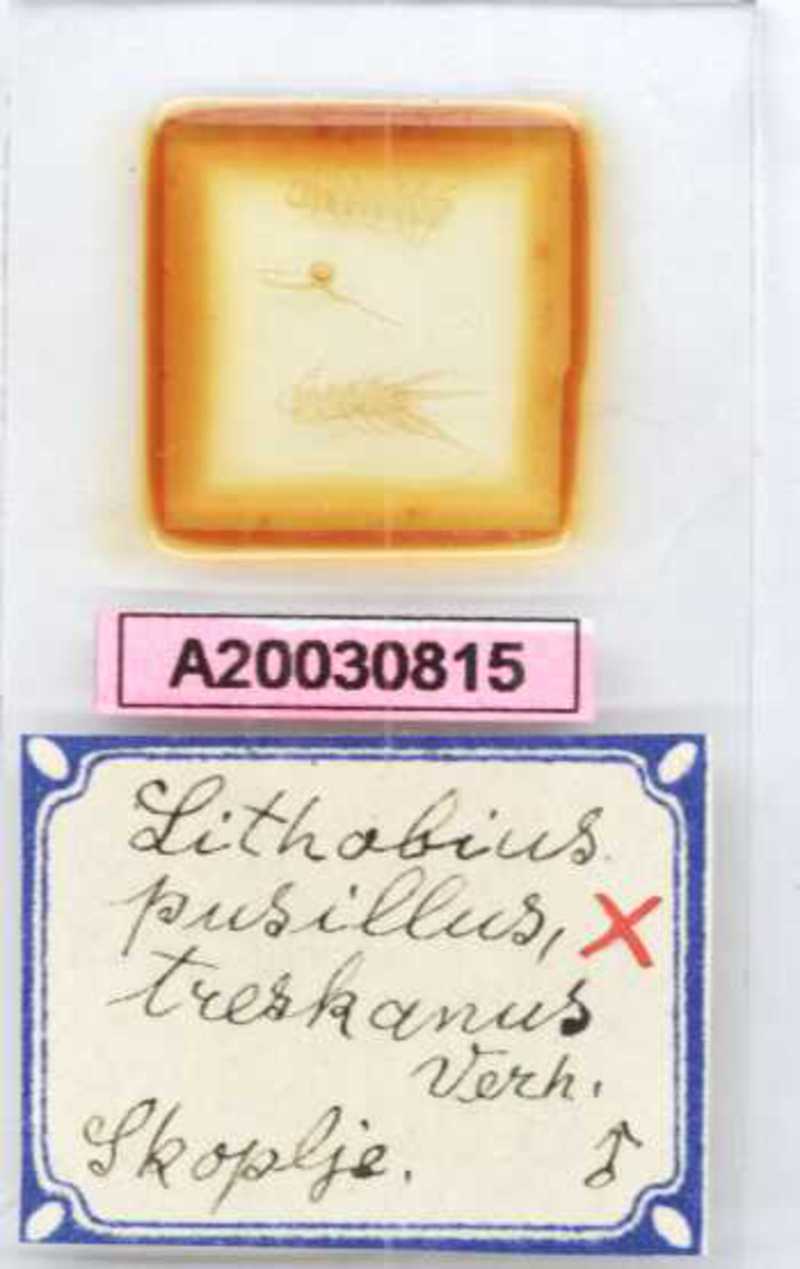 A20030815
Lithobius
pusillus, X
treskanus
Verh.
Skoplje. ♂